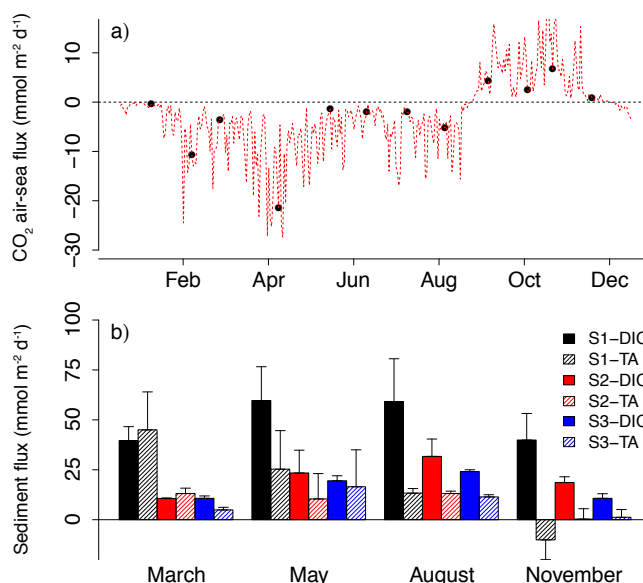 a)
CO2 air-sea flux (mmol m-2 d-1)
0
-10
-20
-30
Feb Apr Jun Aug Oct Dec
b)
Sediment flux (mmol m-2 d-1)
100
75
50
25
0
S1-DIC
S1-TA
S2-DIC
S2-TA
S3-DIC
S3-TA
March May August November